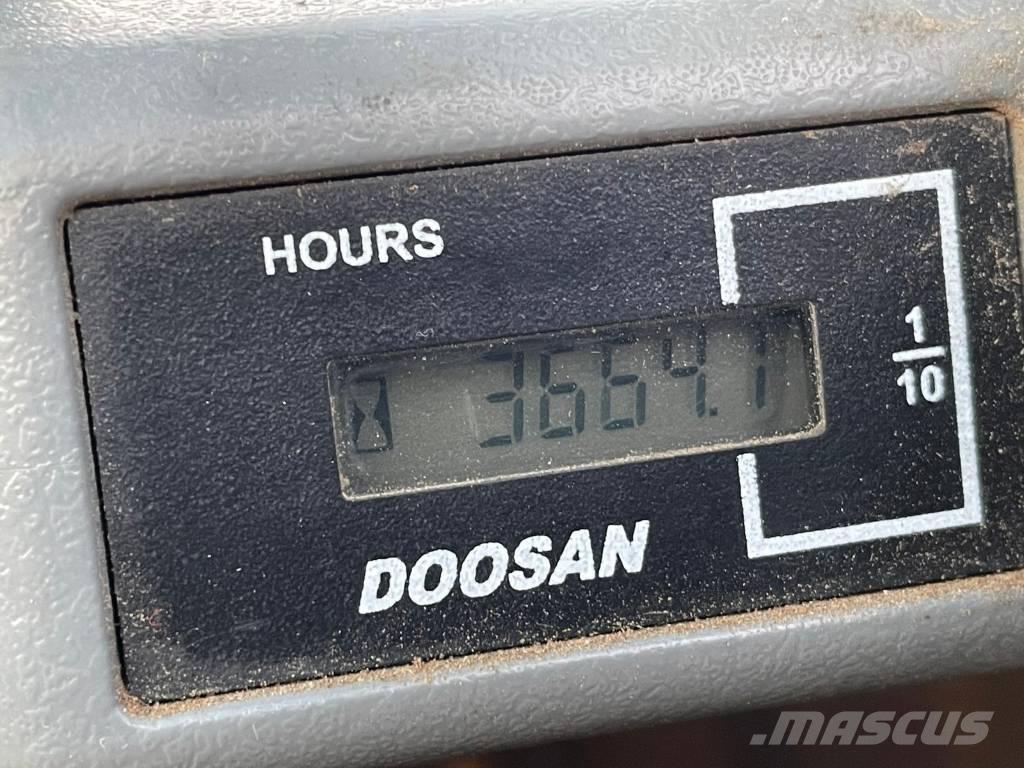 HOURS
3664.1
1
10
DOOSAN
.MASCUS